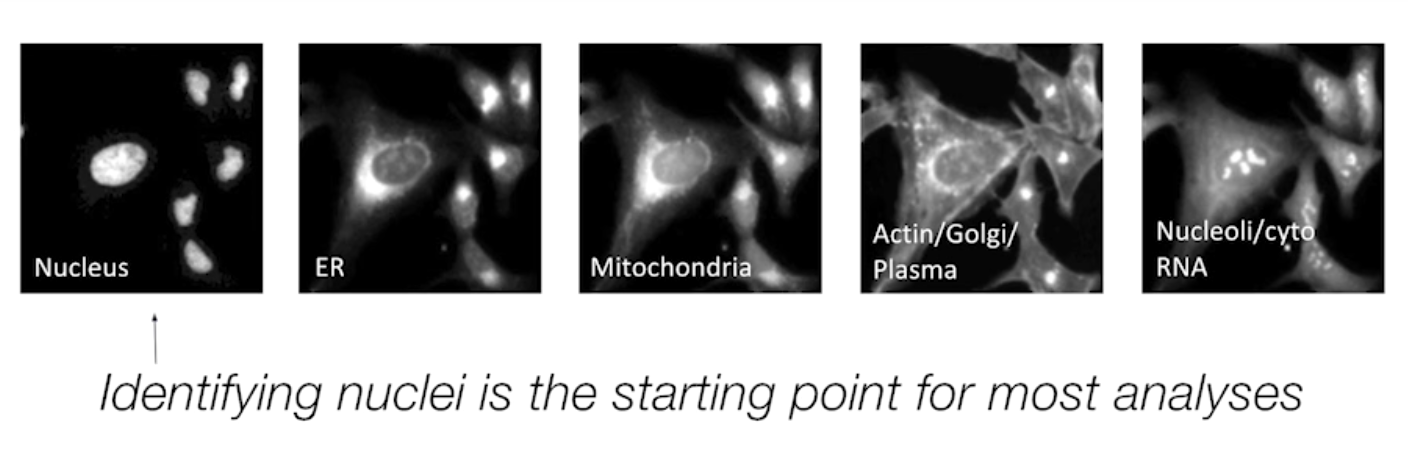 Nucleus
ER
Mitochondria
Actin/Golgi/
Plasma
Nucleoli/cyto
RNA
Identifying nuclei is the starting point for most analyses